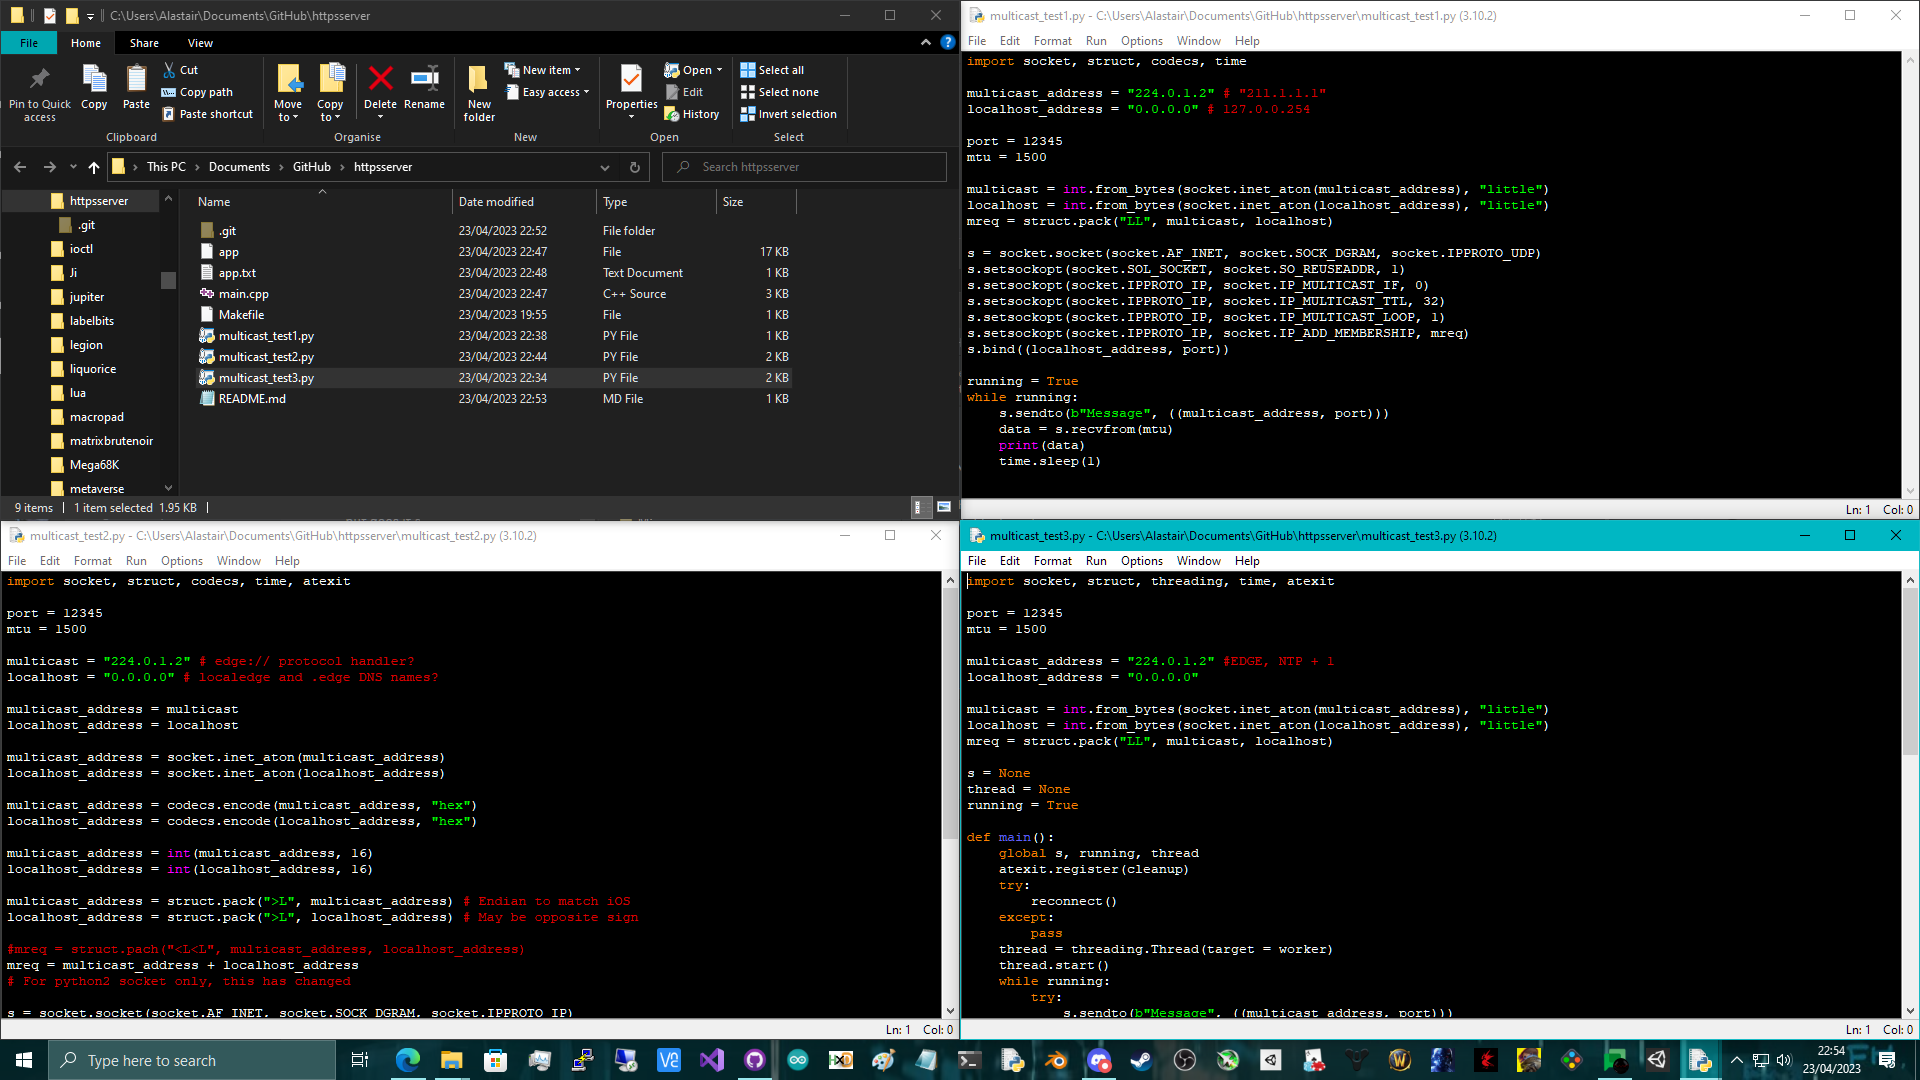 C:\Users\Alastair\Documents\GitHub\httpsserver
File Home Share View
Pin to Quick access
Copy
Paste
Cut
Copy path
Paste shortcut
Clipboard
Move to
Copy to
Delete
Rename
Organise
New folder
New item
Easy access
New
Properties
Open
Edit
History
Open
Select all
Select none
Invert selection
Select
This PC Documents GitHub httpsserver
Search httpsserver
httpsserver
.git
ioctl
Ji
jupiter
labelbits
legion
liquorice
lua
macropad
matrixbrutenoir
Mega68K
metaverse
Name Date modified Type Size
.git 23/04/2023 22:52 File folder
app 23/04/2023 22:47 File 17 KB
app.txt 23/04/2023 22:48 Text Document 1 KB
main.cpp 23/04/2023 22:47 C++ Source 3 KB
Makefile 23/04/2023 19:55 File 1 KB
multicast_test1.py 23/04/2023 22:38 PY File 1 KB
multicast_test2.py 23/04/2023 22:44 PY File 2 KB
multicast_test3.py 23/04/2023 22:34 PY File 2 KB
README.md 23/04/2023 22:53 MD File 1 KB
9 items 1 item selected 1.95 KB
multicast_test1.py - C:\Users\Alastair\Documents\GitHub\httpsserver\multicast_test1.py (3.10.2)
File Edit Format Run Options Window Help
import socket, struct, codecs, time
multicast_address = "224.0.1.2" # "211.1.1.1"
localhost_address = "0.0.0.0" # 127.0.0.254
port = 12345
mtu = 1500
multicast = int.from_bytes(socket.inet_aton(multicast_address), "little")
localhost = int.from_bytes(socket.inet_aton(localhost_address), "little")
mreq = struct.pack("LL", multicast, localhost)
s = socket.socket(socket.AF_INET, socket.SOCK_DGRAM, socket.IPPROTO_UDP)
s.setsockopt(socket.SOL_SOCKET, socket.SO_REUSEADDR, 1)
s.setsockopt(socket.IPPROTO_IP, socket.IP_MULTICAST_IF, 0)
s.setsockopt(socket.IPPROTO_IP, socket.IP_MULTICAST_TTL, 32)
s.setsockopt(socket.IPPROTO_IP, socket.IP_MULTICAST_LOOP, 1)
s.setsockopt(socket.IPPROTO_IP, socket.IP_ADD_MEMBERSHIP, mreq)
s.bind((localhost_address, port))
running = True
while running:
s.sendto(b"Message", ((multicast_address, port)))
data = s.recvfrom(mtu)
print(data)
time.sleep(1)
Ln: 1 Col: 0
multicast_test2.py - C:\Users\Alastair\Documents\GitHub\httpsserver\multicast_test2.py (3.10.2)
File Edit Format Run Options Window Help
import socket, struct, codecs, time, atexit
port = 12345
mtu = 1500
multicast = "224.0.1.2" # edge:// protocol handler?
localhost = "0.0.0.0" # localedge and .edge DNS names?
multicast_address = multicast
localhost_address = localhost
multicast_address = socket.inet_aton(multicast_address)
localhost_address = socket.inet_aton(localhost_address)
multicast_address = codecs.encode(multicast_address, "hex")
localhost_address = codecs.encode(localhost_address, "hex")
multicast_address = int(multicast_address, 16)
localhost_address = int(localhost_address, 16)
multicast_address = struct.pack(">L", multicast_address) # Endian to match iOS
localhost_address = struct.pack(">L", localhost_address) # May be opposite sign
#mreq = struct.pach("<L<L", multicast_address, localhost_address)
mreq = multicast_address + localhost_address
# For python2 socket only, this has changed
s = socket.socket(socket.AF_INET, socket.SOCK_DGRAM, socket.IPPROTO_IP)
Ln: 1 Col: 0
multicast_test3.py - C:\Users\Alastair\Documents\GitHub\httpsserver\multicast_test3.py (3.10.2)
File Edit Format Run Options Window Help
import socket, struct, threading, time, atexit
port = 12345
mtu = 1500
multicast_address = "224.0.1.2" #EDGE, NTP + 1
localhost_address = "0.0.0.0"
multicast = int.from_bytes(socket.inet_aton(multicast_address), "little")
localhost = int.from_bytes(socket.inet_aton(localhost_address), "little")
mreq = struct.pack("LL", multicast, localhost)
s = None
thread = None
running = True
def main():
global s, running, thread
atexit.register(cleanup)
try:
reconnect()
except:
pass
thread = threading.Thread(target = worker)
thread.start()
while running:
try:
s.sendto(b"Message", ((multicast_address, port)))
Ln: 1 Col: 0
Type here to search
22:54
23/04/2023